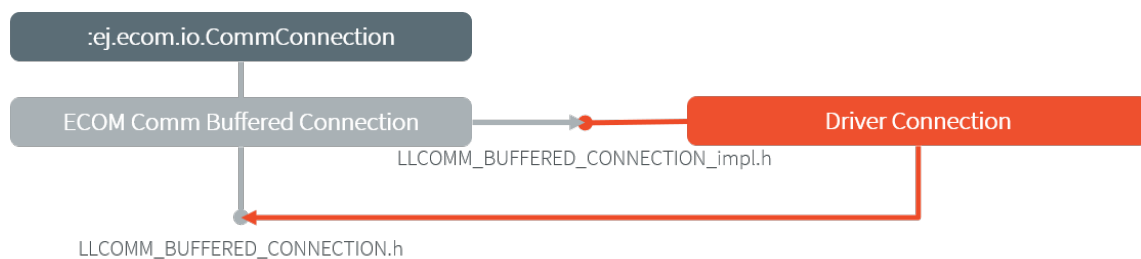 :ej.ecom.io.CommConnection
ECOM Comm Buffered Connection
Driver Connection
LLCOMM_BUFFERED_CONNECTION_impl.h
LLCOMM_BUFFERED_CONNECTION.h